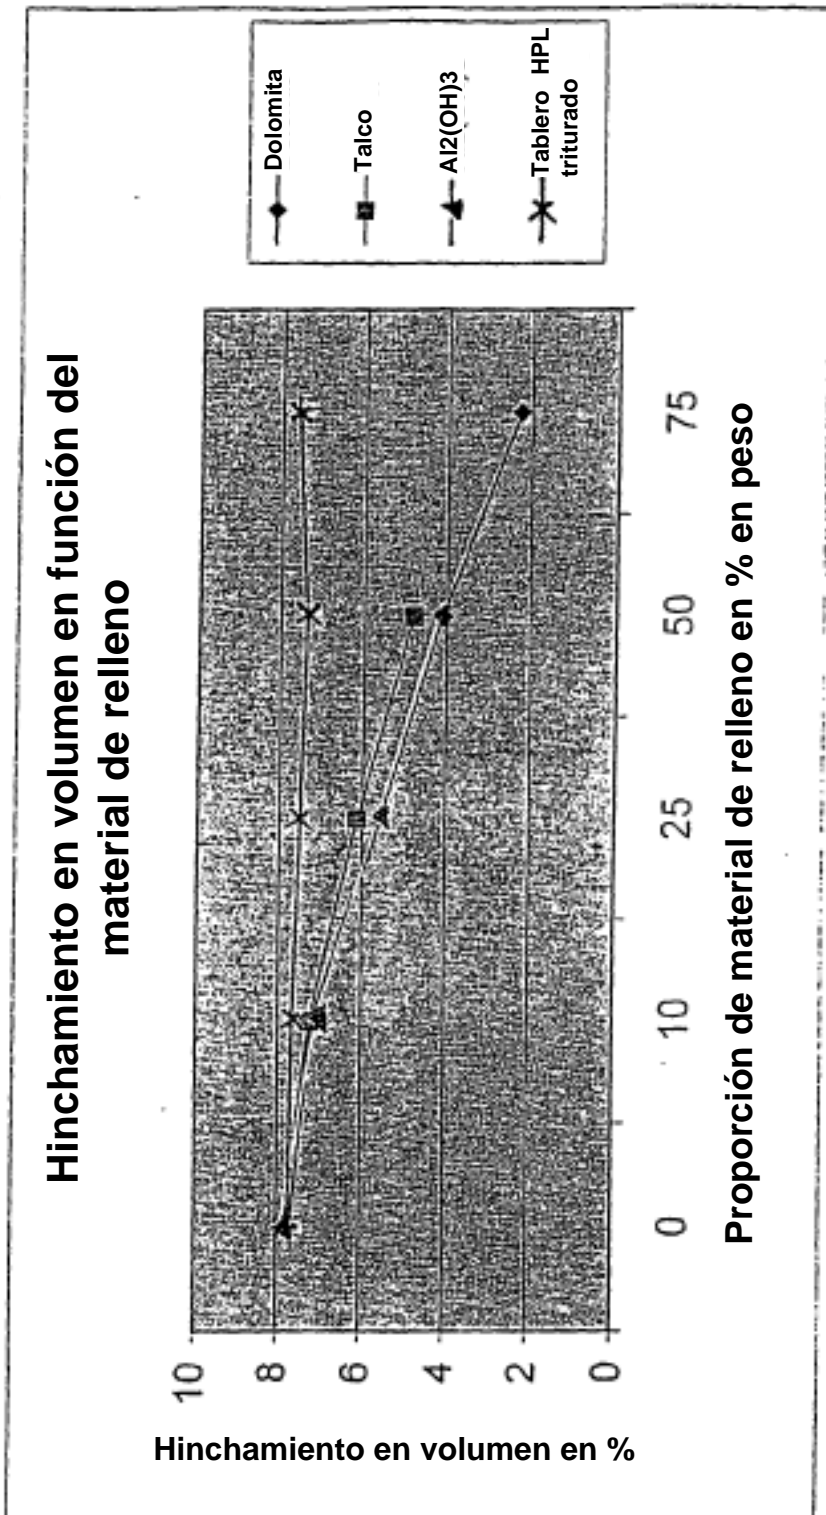 Hinchamiento en volumen en función del
material de relleno
Hinchamiento en volumen en %
10
8
6
4
2
0
0
10
25
50
75
Proporción de material de relleno en % en peso
Dolomita
Talco
Al2(OH)3
Tablero HPL
triturado